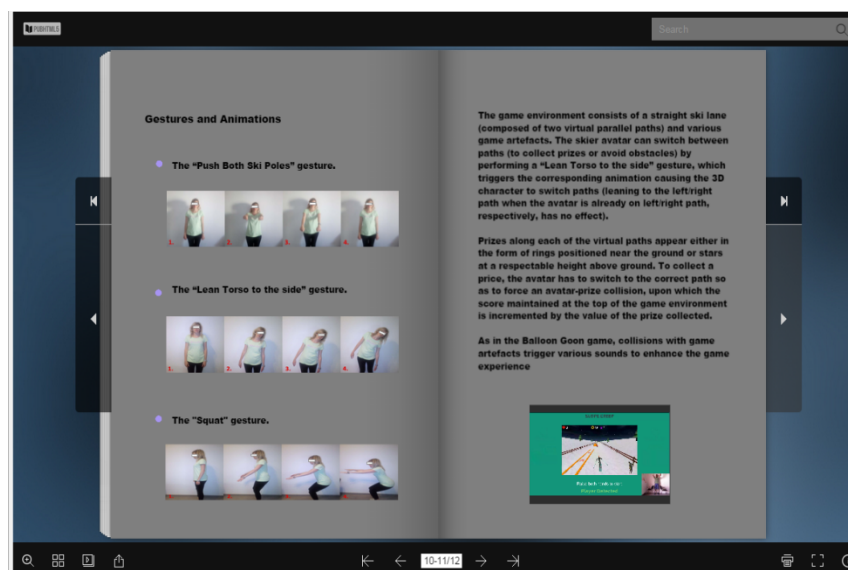 PUBHTML5
Search
Gestures and Animations
The “Push Both Ski Poles” gesture.
1. 2. 3. 4.
The “Lean Torso to the side” gesture.
1. 2. 3. 4.
The "Squat" gesture.
The game environment consists of a straight ski lane
(composed of two virtual parallel paths) and various
game artefacts. The skier avatar can switch between
paths (to collect prizes or avoid obstacles) by
performing a “Lean Torso to the side” gesture, which
triggers the corresponding animation causing the 3D
character to switch paths (leaning to the left/right
path when the avatar is already on left/right path,
respectively, has no effect).
Prizes along each of the virtual paths appear either in
the form of rings positioned near the ground or stars
at a respectable height above ground. To collect a
price, the avatar has to switch to the correct path so
as to force an avatar-prize collision, upon which the
score maintained at the top of the game environment
is incremented by the value of the prize collected.
As in the Balloon Goon game, collisions with game
artefacts trigger various sounds to enhance the game
experience
10-11/12